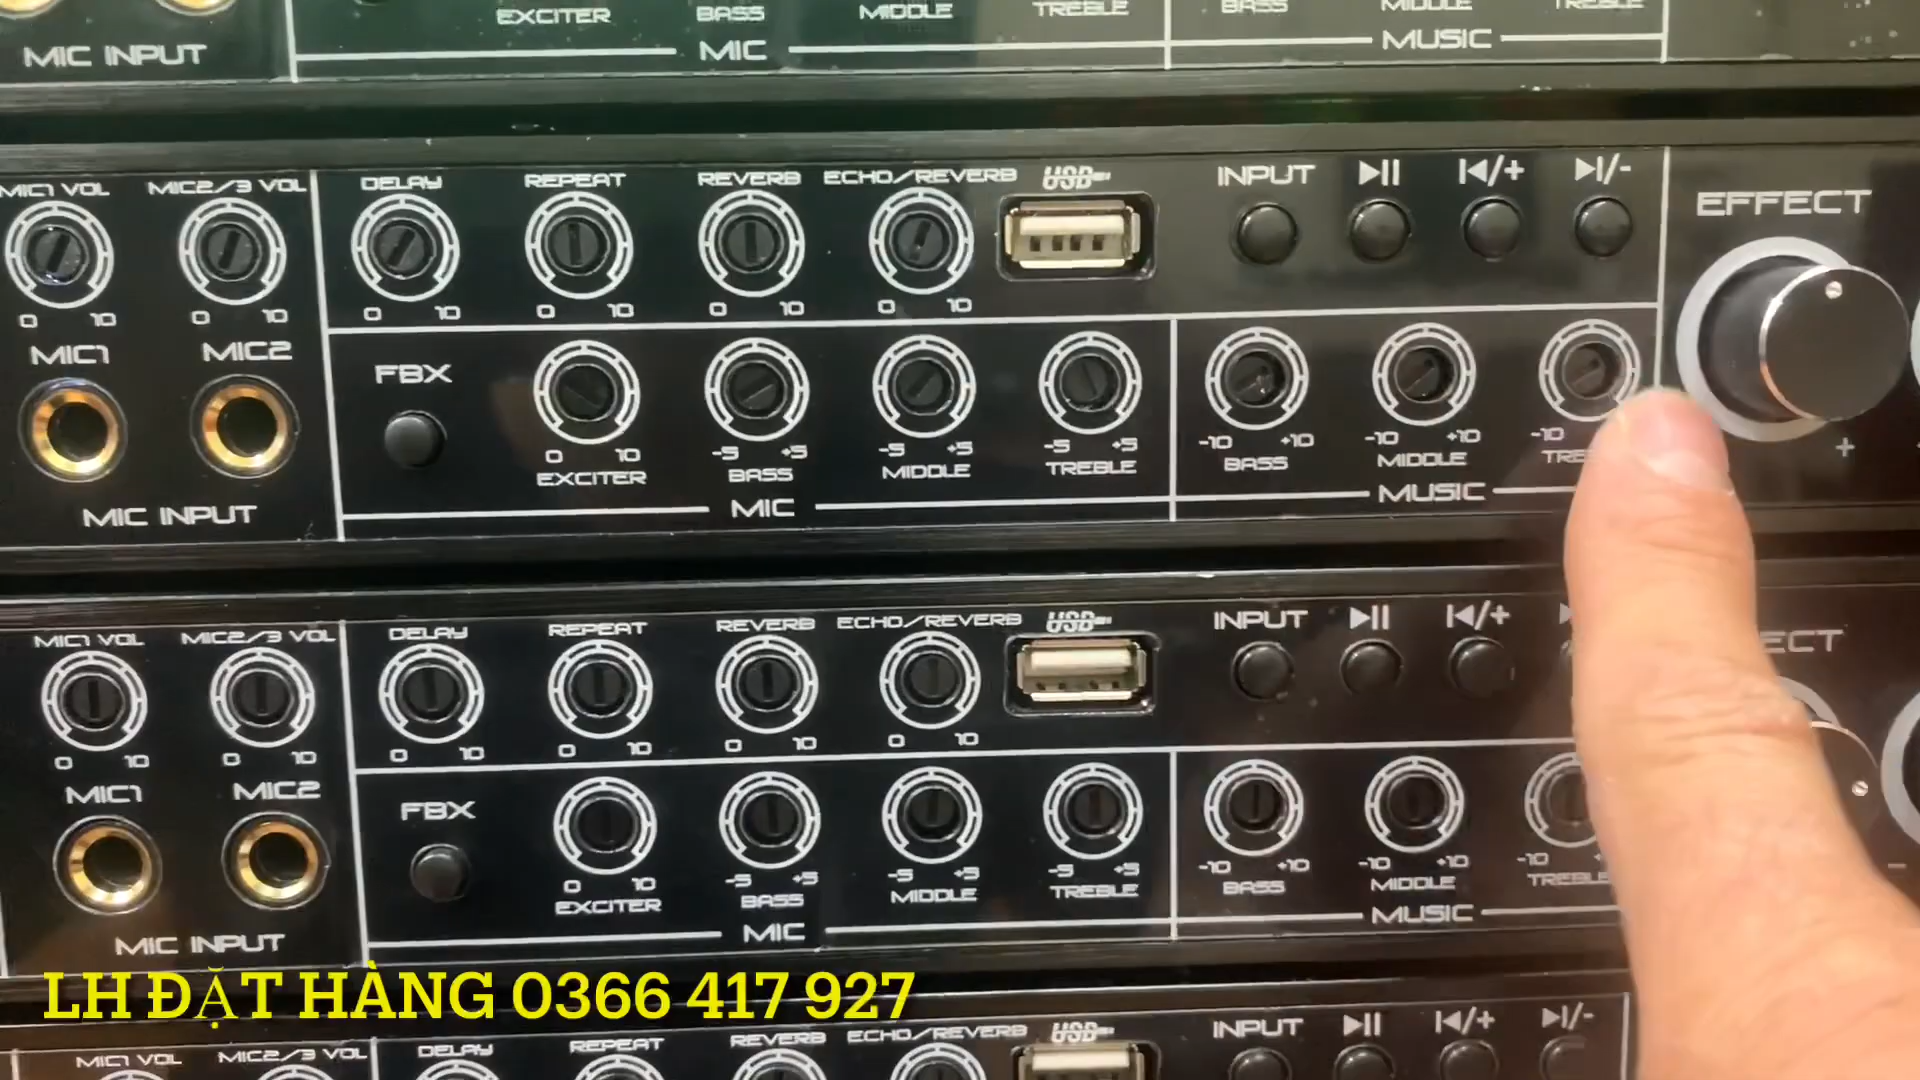 EXCITER BASS MIDDLE TREBLE BASS MIDDLE TREBLE
MIC INPUT MIC MUSIC
MIC1 VOL MIC2/3 VOL DELAY REPEAT REVERB ECHO/REVERB USB INPUT ▶II I◀/+ ▶I/- EFFECT
0 10 0 10 0 10 0 10 0 10 0 10
MIC1 MIC2 FBX
0 10 -5 +5 -5 +5 -5 +5 -10 +10 -10 +10 -10 +
EXCITER BASS MIDDLE TREBLE BASS MIDDLE
MIC INPUT MIC MUSIC
MIC1 VOL MIC2/3 VOL DELAY REPEAT REVERB ECHO/REVERB USB INPUT ▶II I◀/+
0 10 0 10 0 10 0 10 0 10 0 10
MIC1 MIC2 FBX
0 10 -5 +5 -5 +5 -5 +5 -10 +10 -10 +10 -10 -
EXCITER BASS MIDDLE TREBLE BASS MIDDLE TREBLE
MIC INPUT MIC MUSIC
LH ĐẶT HÀNG 0366 417 927
MIC1 VOL MIC2/3 VOL DELAY REPEAT REVERB ECHO/REVERB USB INPUT ▶II I◀/+ ▶I/-